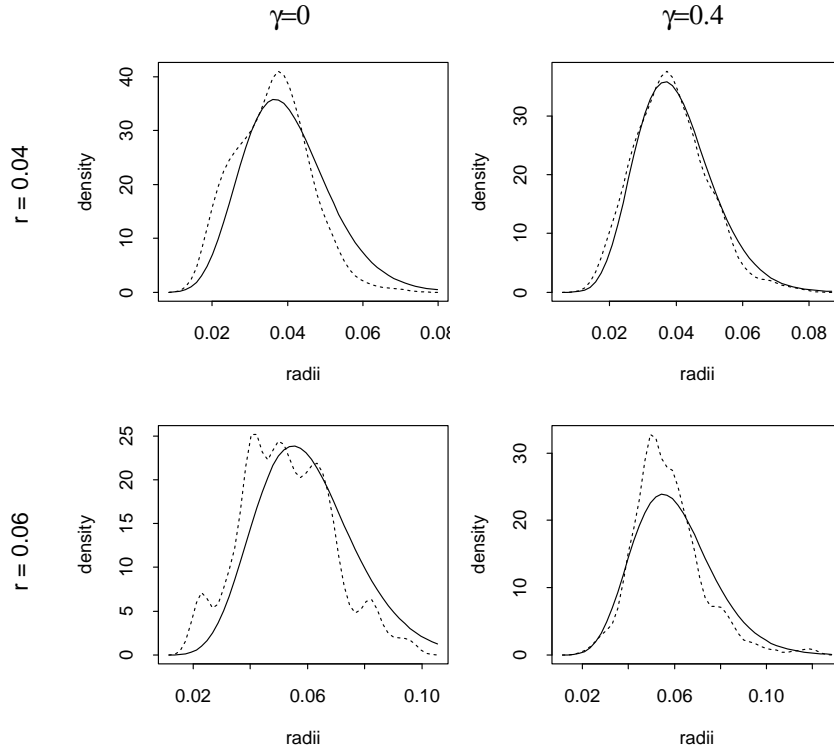 γ=0
γ=0.4
r = 0.04
density
0 10 20 30 40
0.02 0.04 0.06 0.08
radii
density
0 10 20 30
0.02 0.04 0.06 0.08
radii
r = 0.06
density
0 5 10 15 20 25
0.02 0.06 0.10
radii
density
0 10 20 30
0.02 0.06 0.10
radii